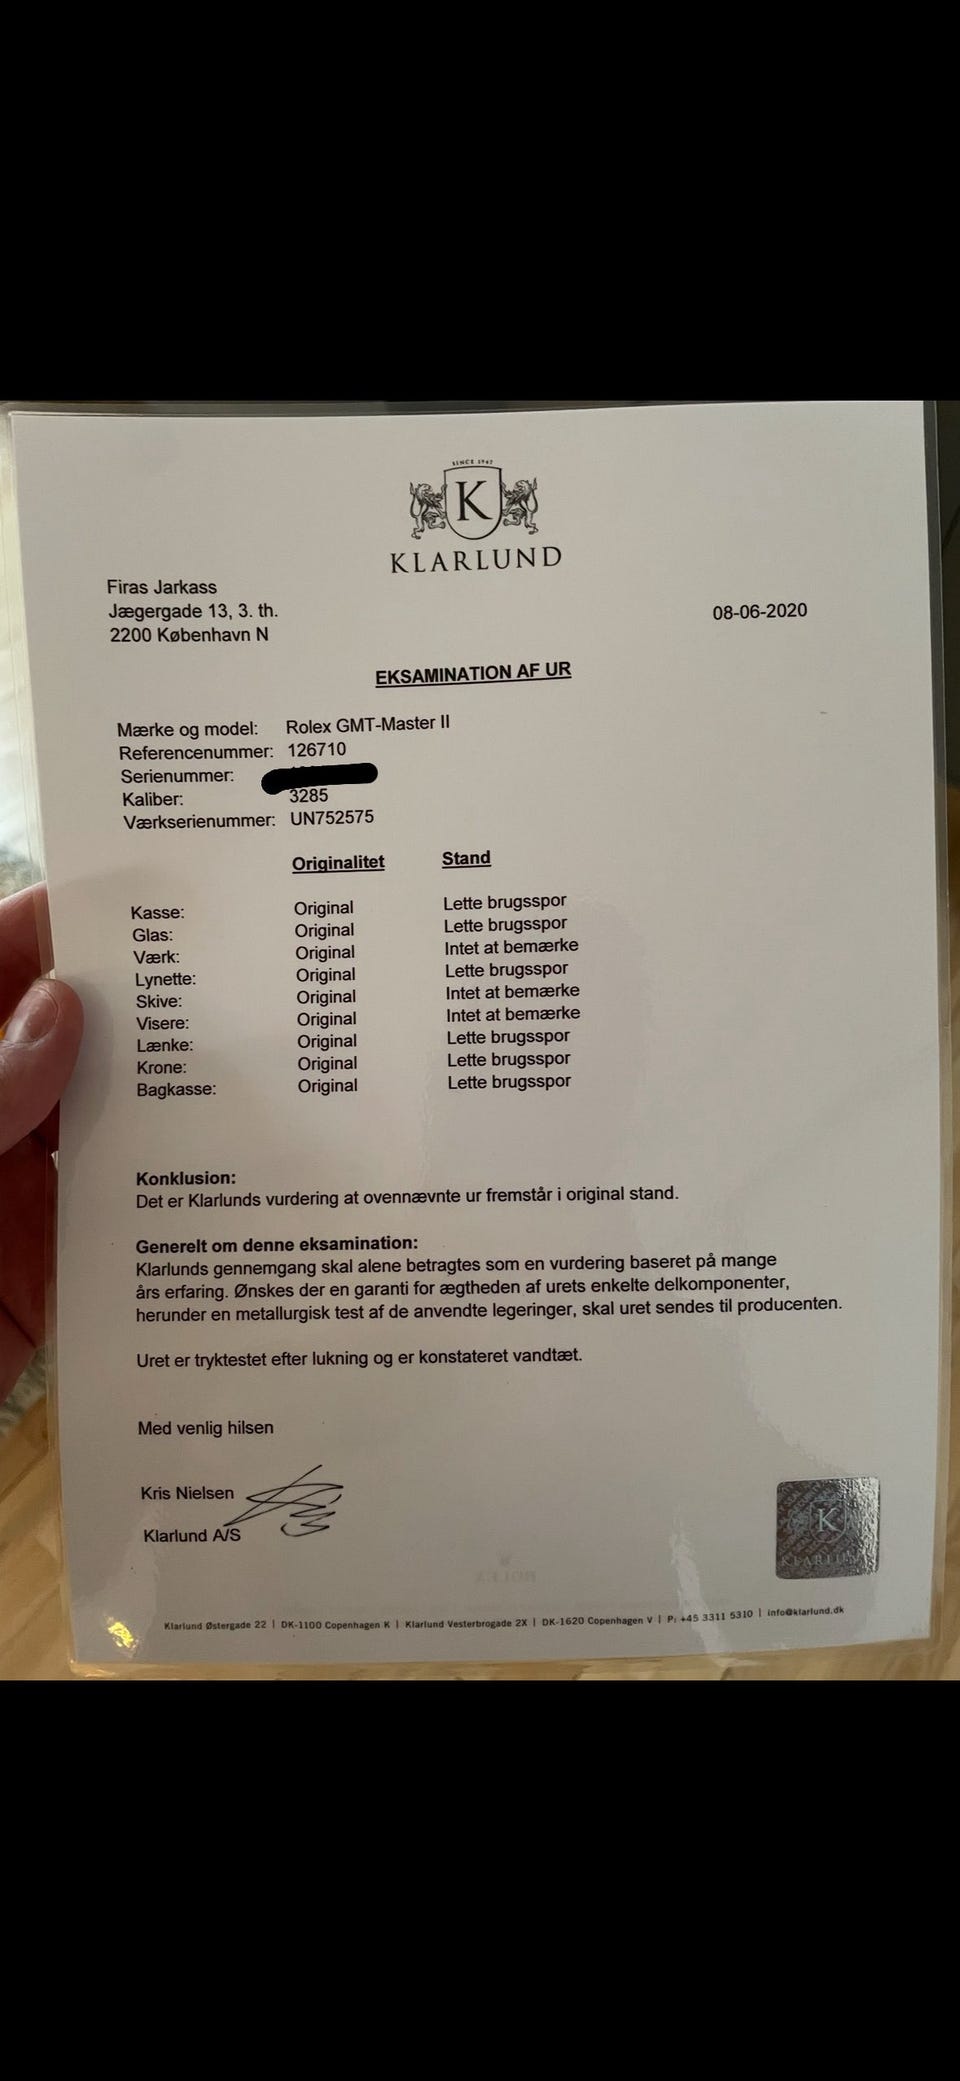 SINCE 1947
K
KLARLUND
Firas Jarkass
Jægergade 13, 3. th.
2200 København N
08-06-2020
EKSAMINATION AF UR
Mærke og model: Rolex GMT-Master II
Referencenummer: 126710
Serienummer:
Kaliber: 3285
Værkserienummer: UN752575
Originalitet Stand
Kasse: Original Lette brugsspor
Glas: Original Lette brugsspor
Værk: Original Intet at bemærke
Lynette: Original Lette brugsspor
Skive: Original Intet at bemærke
Visere: Original Intet at bemærke
Lænke: Original Lette brugsspor
Krone: Original Lette brugsspor
Bagkasse: Original Lette brugsspor
Konklusion:
Det er Klarlunds vurdering at ovennævnte ur fremstår i original stand.
Generelt om denne eksamination:
Klarlunds gennemgang skal alene betragtes som en vurdering baseret på mange
års erfaring. Ønskes der en garanti for ægtheden af urets enkelte delkomponenter,
herunder en metallurgisk test af de anvendte legeringer, skal uret sendes til producenten.
Uret er tryktestet efter lukning og er konstateret vandtæt.
Med venlig hilsen
Kris Nielsen
Klarlund A/S
K
KLARLUND
Klarlund Østergade 22 | DK-1100 Copenhagen K | Klarlund Vesterbrogade 2X | DK-1620 Copenhagen V | P: +45 3311 5310 | info@klarlund.dk